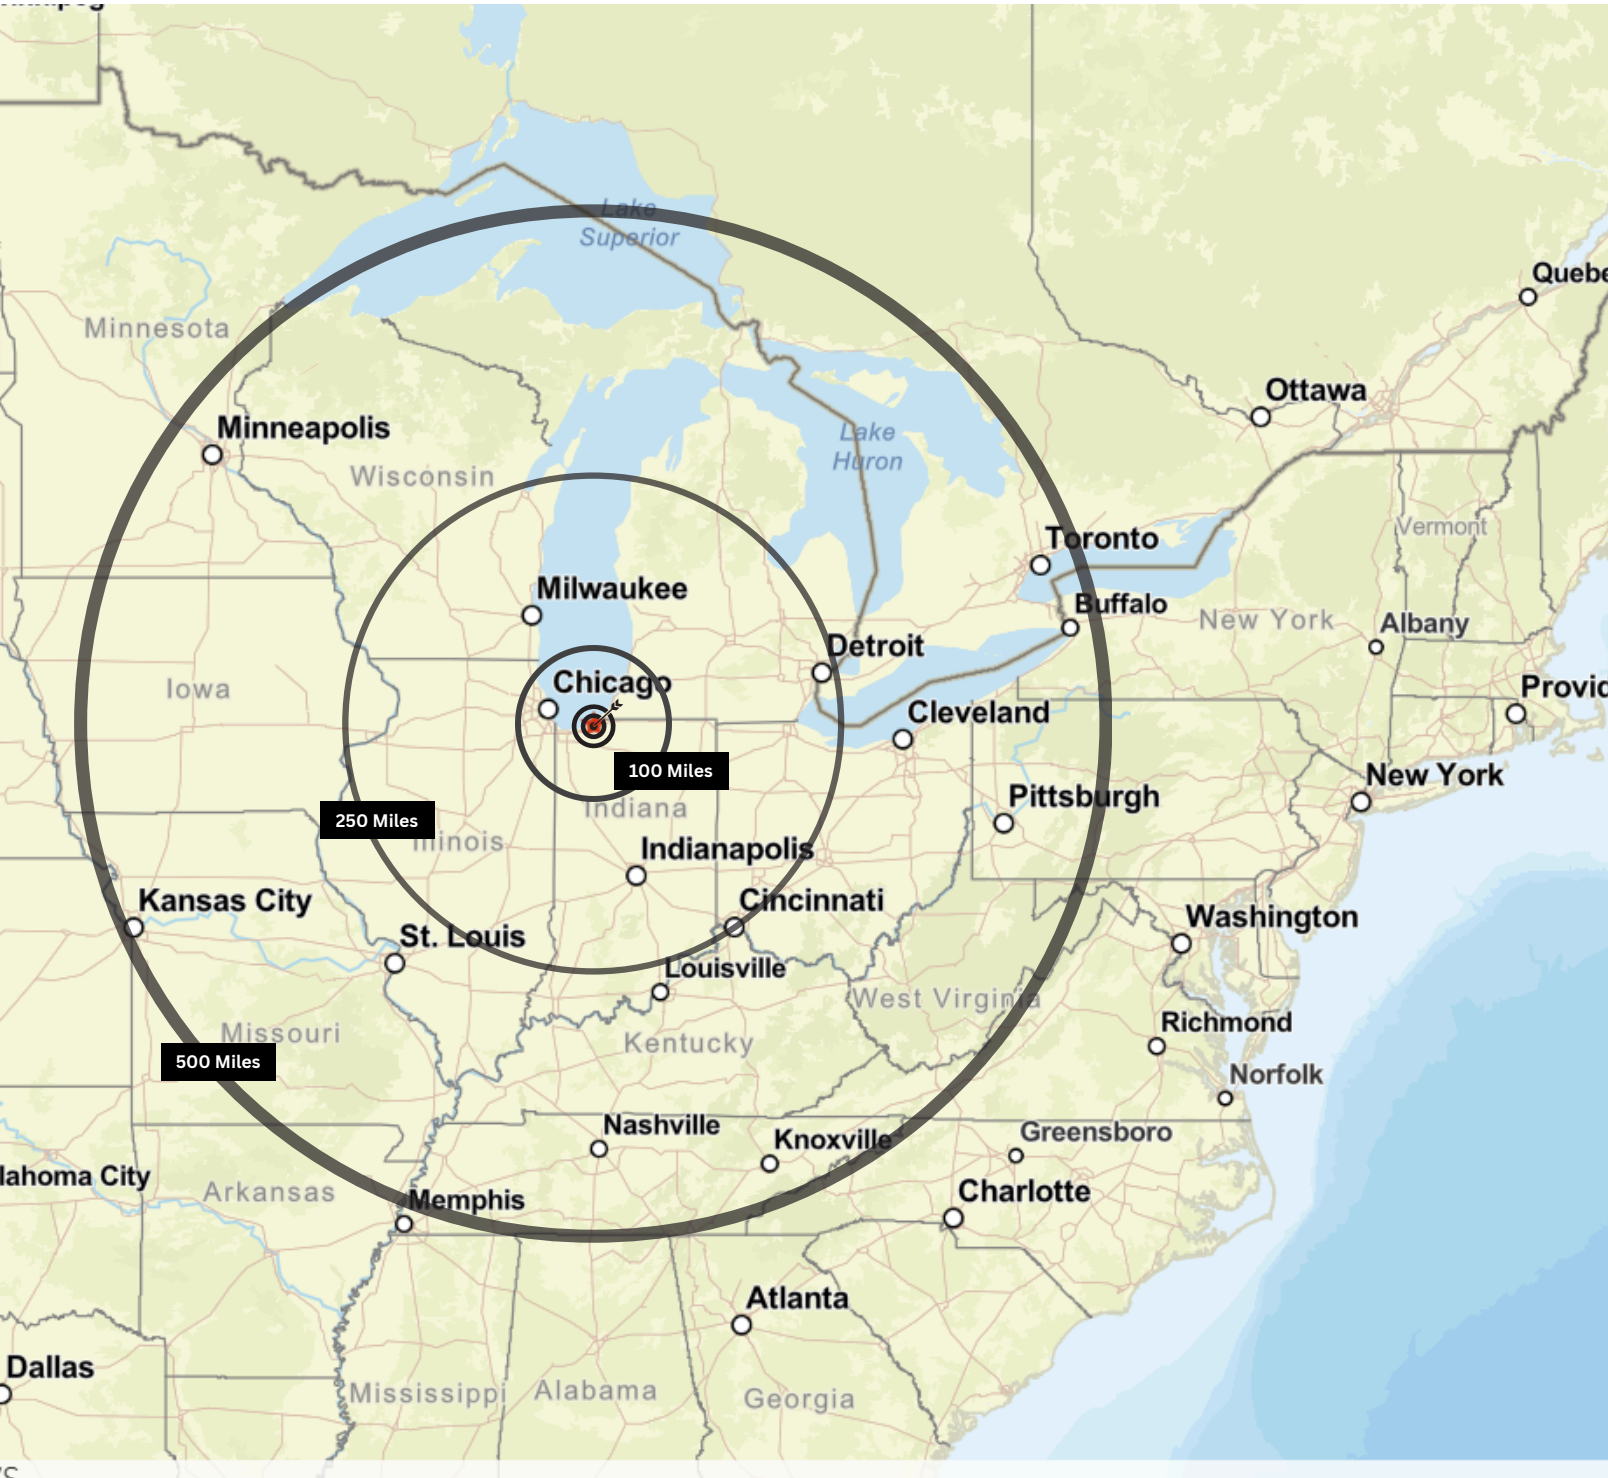 Lake
Superior
Quebe
Minnesota
Ottawa
Minneapolis
Lake
Huron
Wisconsin
Vermont
Toronto
Milwaukee
Buffalo
New York
Albany
Detroit
Chicago
Iowa
Provid
Cleveland
100 Miles
New York
Pittsburgh
Indiana
250 Miles
Illinois
Indianapolis
Kansas City
Cincinnati
Washington
St. Louis
Louisville
West Virginia
Missouri
Richmond
Kentucky
500 Miles
Norfolk
Nashville
Greensboro
Knoxville
lahoma City
Arkansas
Charlotte
Memphis
Atlanta
Dallas
Mississippi
Alabama
Georgia